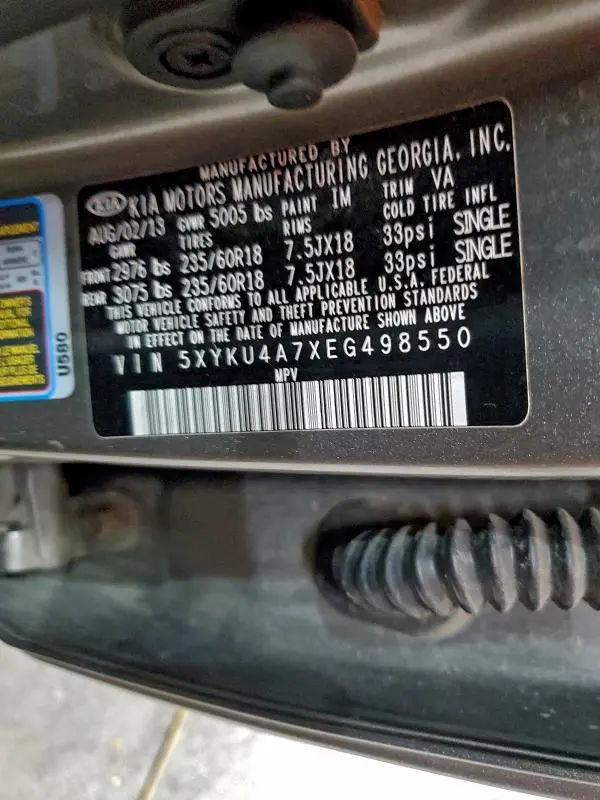 MANUFACTURED BY
KIA KIA MOTORS MANUFACTURING GEORGIA, INC.
AUG/02/13 GVWR 5005 lbs PAINT IM TRIM VA
GAWR TIRES RIMS COLD TIRE INFL
FRONT 2976 lbs 235/60R18 7.5JX18 33psi SINGLE
REAR 3075 lbs 235/60R18 7.5JX18 33psi SINGLE
THIS VEHICLE CONFORMS TO ALL APPLICABLE U.S.A. FEDERAL
MOTOR VEHICLE SAFETY AND THEFT PREVENTION STANDARDS
IN EFFECT ON THE DATE OF MANUFACTURE SHOWN ABOVE
VIN 5XYKU4A7XEG498550
MPV
U580